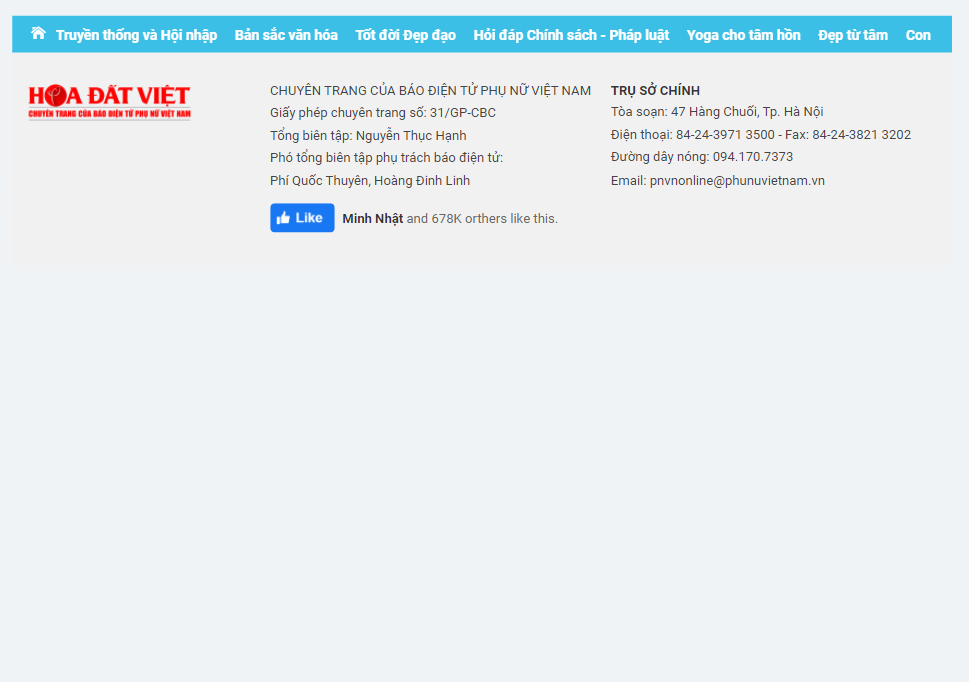 Truyền thống và Hội nhập Bản sắc văn hóa Tốt đời Đẹp đạo Hỏi đáp Chính sách - Pháp luật Yoga cho tâm hồn Đẹp từ tâm Con
HOA ĐẤT VIỆT
CHUYÊN TRANG CỦA BÁO ĐIỆN TỬ PHỤ NỮ VIỆT NAM
CHUYÊN TRANG CỦA BÁO ĐIỆN TỬ PHỤ NỮ VIỆT NAM
Giấy phép chuyên trang số: 31/GP-CBC
Tổng biên tập: Nguyễn Thục Hạnh
Phó tổng biên tập phụ trách báo điện tử:
Phí Quốc Thuyên, Hoàng Đinh Linh
Like Minh Nhật and 678K orthers like this.
TRỤ SỞ CHÍNH
Tòa soạn: 47 Hàng Chuối, Tp. Hà Nội
Điện thoại: 84-24-3971 3500 - Fax: 84-24-3821 3202
Đường dây nóng: 094.170.7373
Email: pnvnonline@phunuvietnam.vn